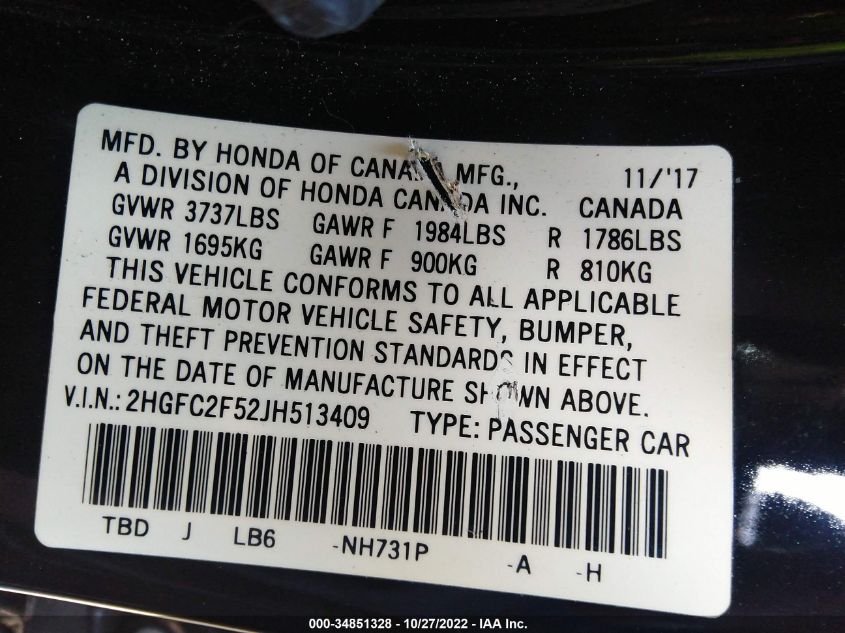 MFD. BY HONDA OF CANADA MFG., 11/'17
A DIVISION OF HONDA CANADA INC. CANADA
GVWR 3737LBS GAWR F 1984LBS R 1786LBS
GVWR 1695KG GAWR F 900KG R 810KG
THIS VEHICLE CONFORMS TO ALL APPLICABLE
FEDERAL MOTOR VEHICLE SAFETY, BUMPER,
AND THEFT PREVENTION STANDARDS IN EFFECT
ON THE DATE OF MANUFACTURE SHOWN ABOVE.
V.I.N.: 2HGFC2F52JH513409 TYPE: PASSENGER CAR
TBD J LB6 -NH731P -A -H
000-34851328 - 10/27/2022 - IAA Inc.